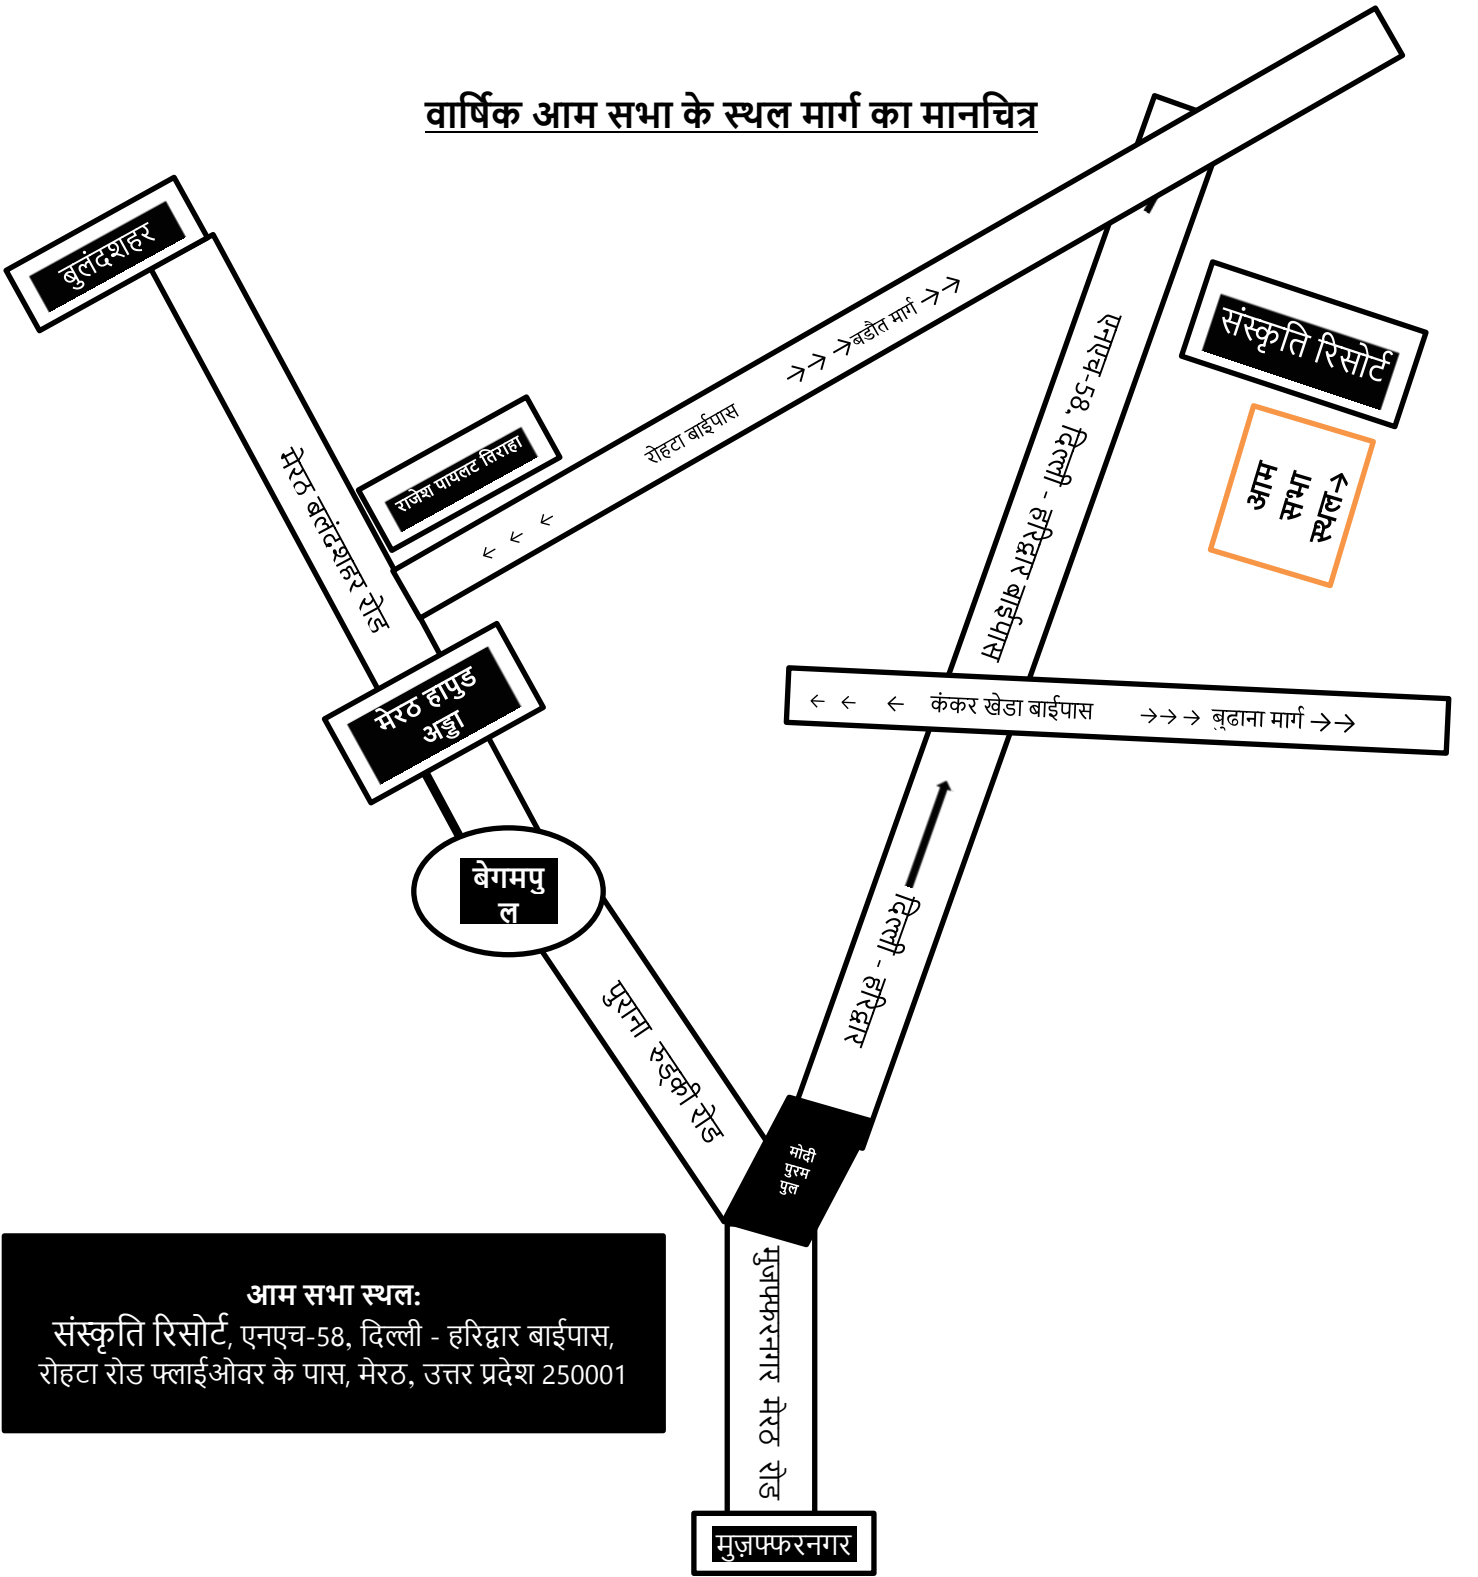 वार्षिक आम सभा के स्थल मार्ग का मानचित्र
बुलंदशहर
मेरठ बलंदशहर रोड
राजेश पायलट तिराहा
← ← ←
रोहटा बाईपास
→→ →बडौत मार्ग →→
एनएच-58, दिल्ली - हरिद्वार बाईपास
संस्कृति रिसोर्ट
आम
सभा
स्थल→
मेरठ हापुड
अड्डा
← ← ← कंकर खेडा बाईपास →→→ बुढाना मार्ग →→
बेगमपु
ल
दिल्ली - हरिद्वार
पुराना रुड़की रोड
मोदी
पुरम
पुल
मुजफ्फरनगर मेरठ रोड
आम सभा स्थल:
संस्कृति रिसोर्ट, एनएच-58, दिल्ली - हरिद्वार बाईपास,
रोहटा रोड फ्लाईओवर के पास, मेरठ, उत्तर प्रदेश 250001
मुज़फ्फरनगर